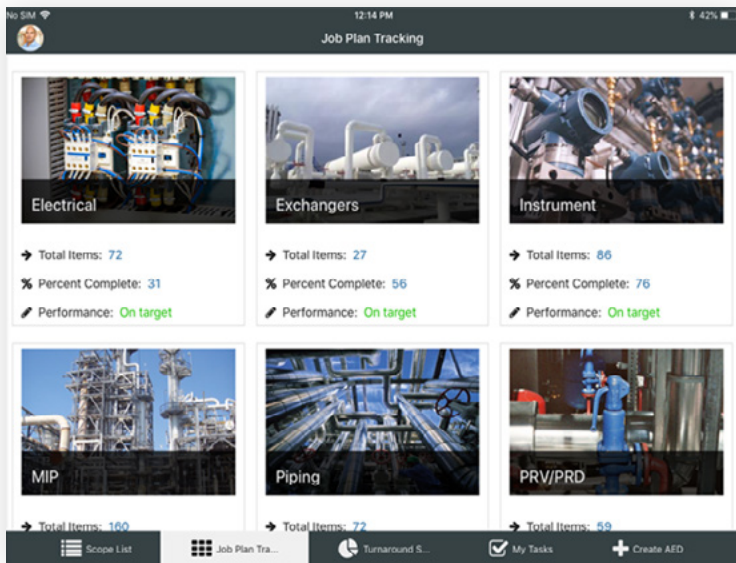 No SIM 12:14 PM 42%
Job Plan Tracking
Electrical Exchangers Instrument
Total Items: 72 Total Items: 27 Total Items: 86
Percent Complete: 31 Percent Complete: 56 Percent Complete: 76
Performance: On target Performance: On target Performance: On target
MIP Piping PRV/PRD
Total Items: 160 Total Items: 72 Total Items: 59
Scope List Job Plan Tra... Turnaround S... My Tasks Create AED